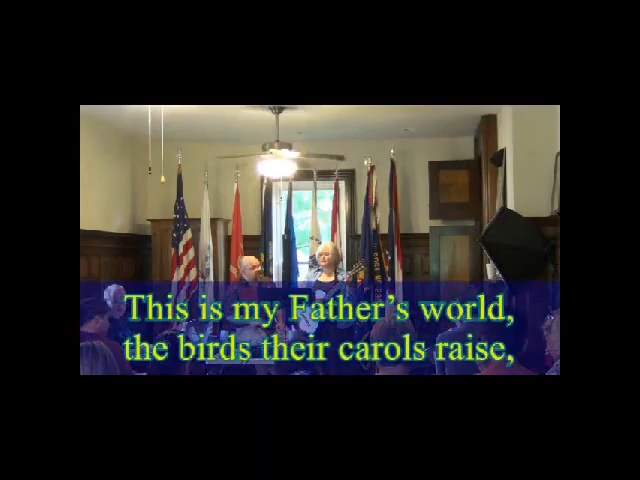 This is my Father's world,
the birds their carols raise,